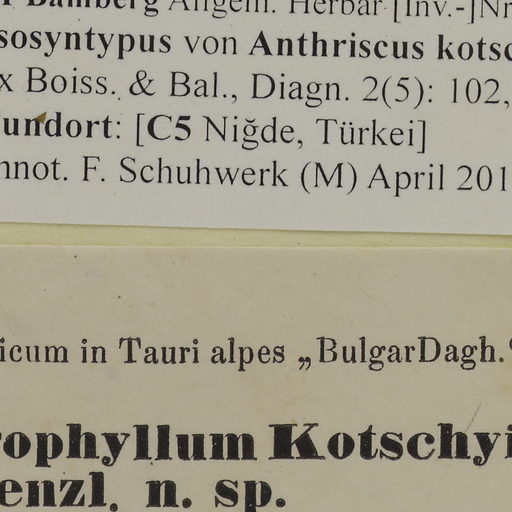 Bamberg Allgem. Herbar [Inv.-]Nr
sosyntypus von Anthriscus kotsc
x Boiss. & Bal., Diagn. 2(5): 102,
undort: [C5 Niğde, Türkei]
nnot. F. Schuhwerk (M) April 201
icum in Tauri alpes „BulgarDagh.“
rophyllum Kotschyi
enzl. n. sp.